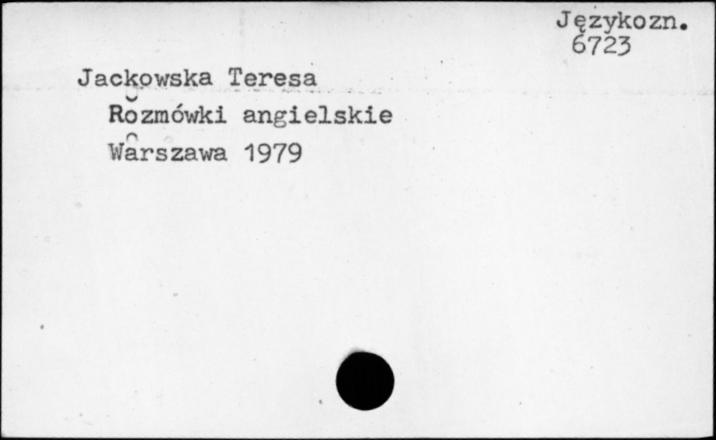 Językozn.
6723
Jackowska Teresa
Rozmówki angielskie
Warszawa 1979